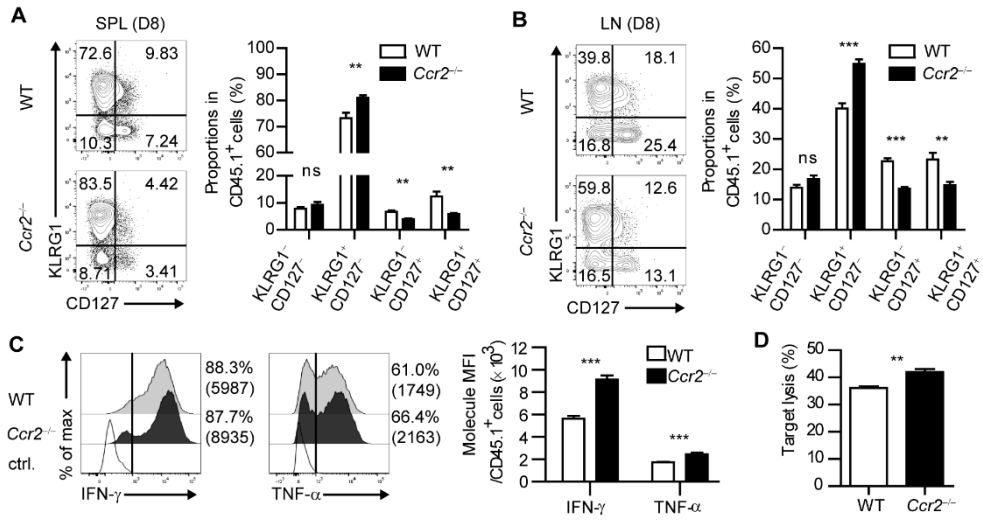 A
SPL (D8)
WT
72.6 9.83
10.3 7.24
Ccr2–/–
83.5 4.42
8.71 3.41
KLRG1
CD127
Proportions in
CD45.1+ cells (%)
100
90
80
70
60
20
10
0
ns
**
**
**
WT
Ccr2–/–
KLRG1-
CD127-
KLRG1+
CD127-
KLRG1-
CD127+
KLRG1+
CD127+
B
LN (D8)
WT
39.8 18.1
16.8 25.4
Ccr2–/–
59.8 12.6
16.5 13.1
KLRG1
CD127
Proportions in
CD45.1+ cells (%)
60
50
40
30
20
10
0
ns
***
***
**
WT
Ccr2–/–
KLRG1-
CD127-
KLRG1+
CD127-
KLRG1-
CD127+
KLRG1+
CD127+
C
WT
Ccr2–/–
ctrl.
% of max
88.3%
(5987)
87.7%
(8935)
IFN-γ
61.0%
(1749)
66.4%
(2163)
TNF-α
Molecule MFI
/CD45.1+ cells (× 10^3)
12
10
8
6
4
2
0
***
***
WT
Ccr2–/–
IFN-γ
TNF-α
D
Target lysis (%)
50
40
30
20
10
0
**
WT
Ccr2–/–